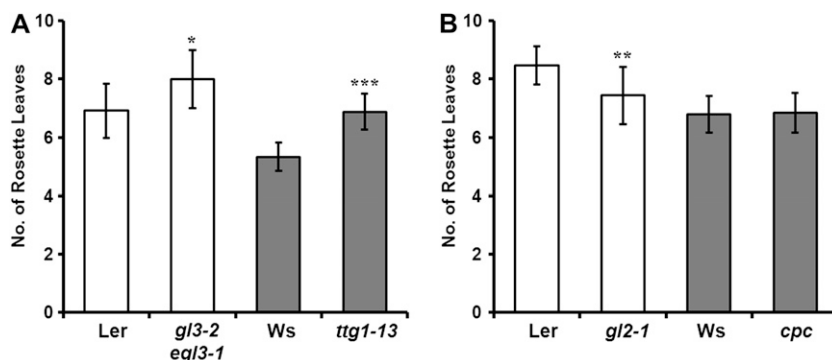 A
No. of Rosette Leaves
10
8
6
4
2
0
*
***
Ler
gl3-2
egl3-1
Ws
ttg1-13
B
No. of Rosette Leaves
10
8
6
4
2
0
**
Ler
gl2-1
Ws
cpc